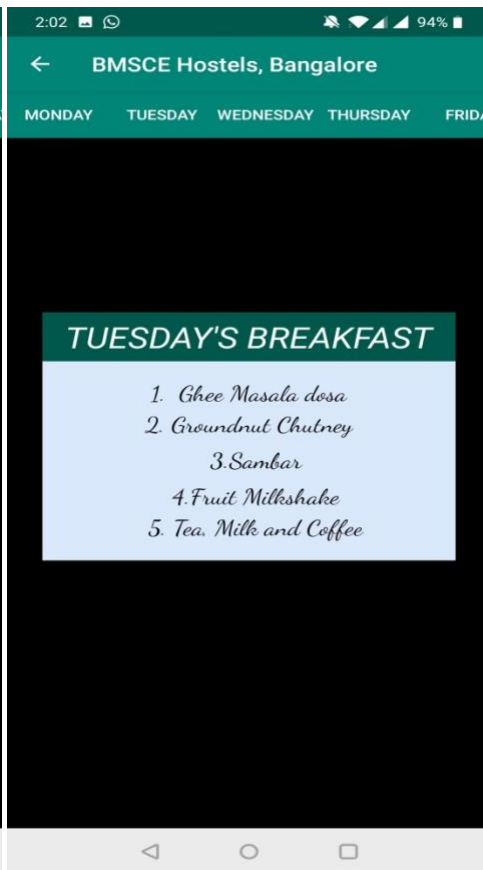 2:02 94%
BMSCE Hostels, Bangalore
MONDAY TUESDAY WEDNESDAY THURSDAY FRIDA
TUESDAY'S BREAKFAST
1. Ghee Masala dosa
2. Groundnut Chutney
3.Sambar
4.Fruit Milkshake
5. Tea, Milk and Coffee